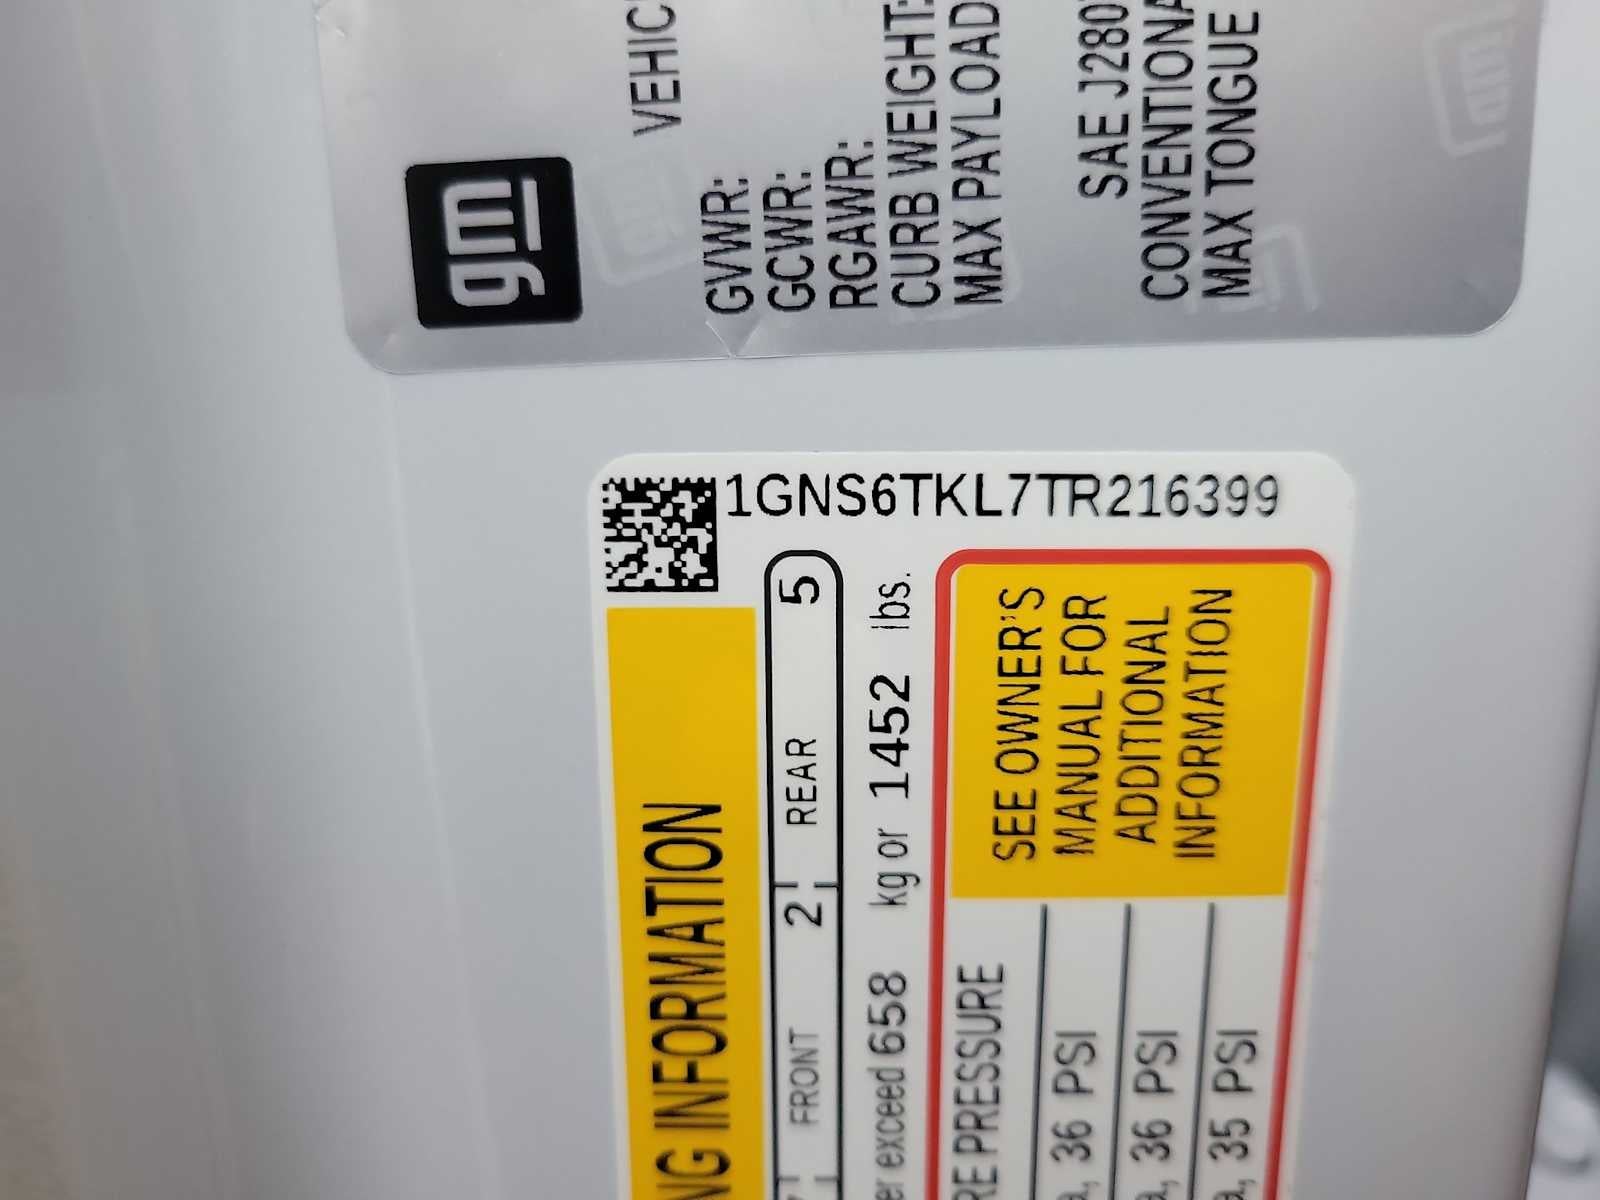 gm
VEHIC
GVWR:
GCWR:
RGAWR:
CURB WEIGHT:
MAX PAYLOAD
SAE J2807
CONVENTIONA
MAX TONGUE
1GNS6TKL7TR216399
NG INFORMATION
FRONT 2 REAR 5
er exceed 658 kg or 1452 lbs.
RE PRESSURE
a, 36 PSI
a, 36 PSI
a, 35 PSI
SEE OWNER'S
MANUAL FOR
ADDITIONAL
INFORMATION